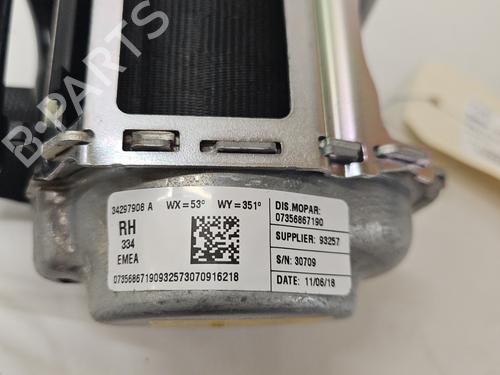 34297908 A WX=53° WY=351°
RH
334
EMEA
07356867190932573070916218
DIS.MOPAR:
07356867190
SUPPLIER: 93257
S/N: 30709
DATE: 11/06/18
B-PARTS